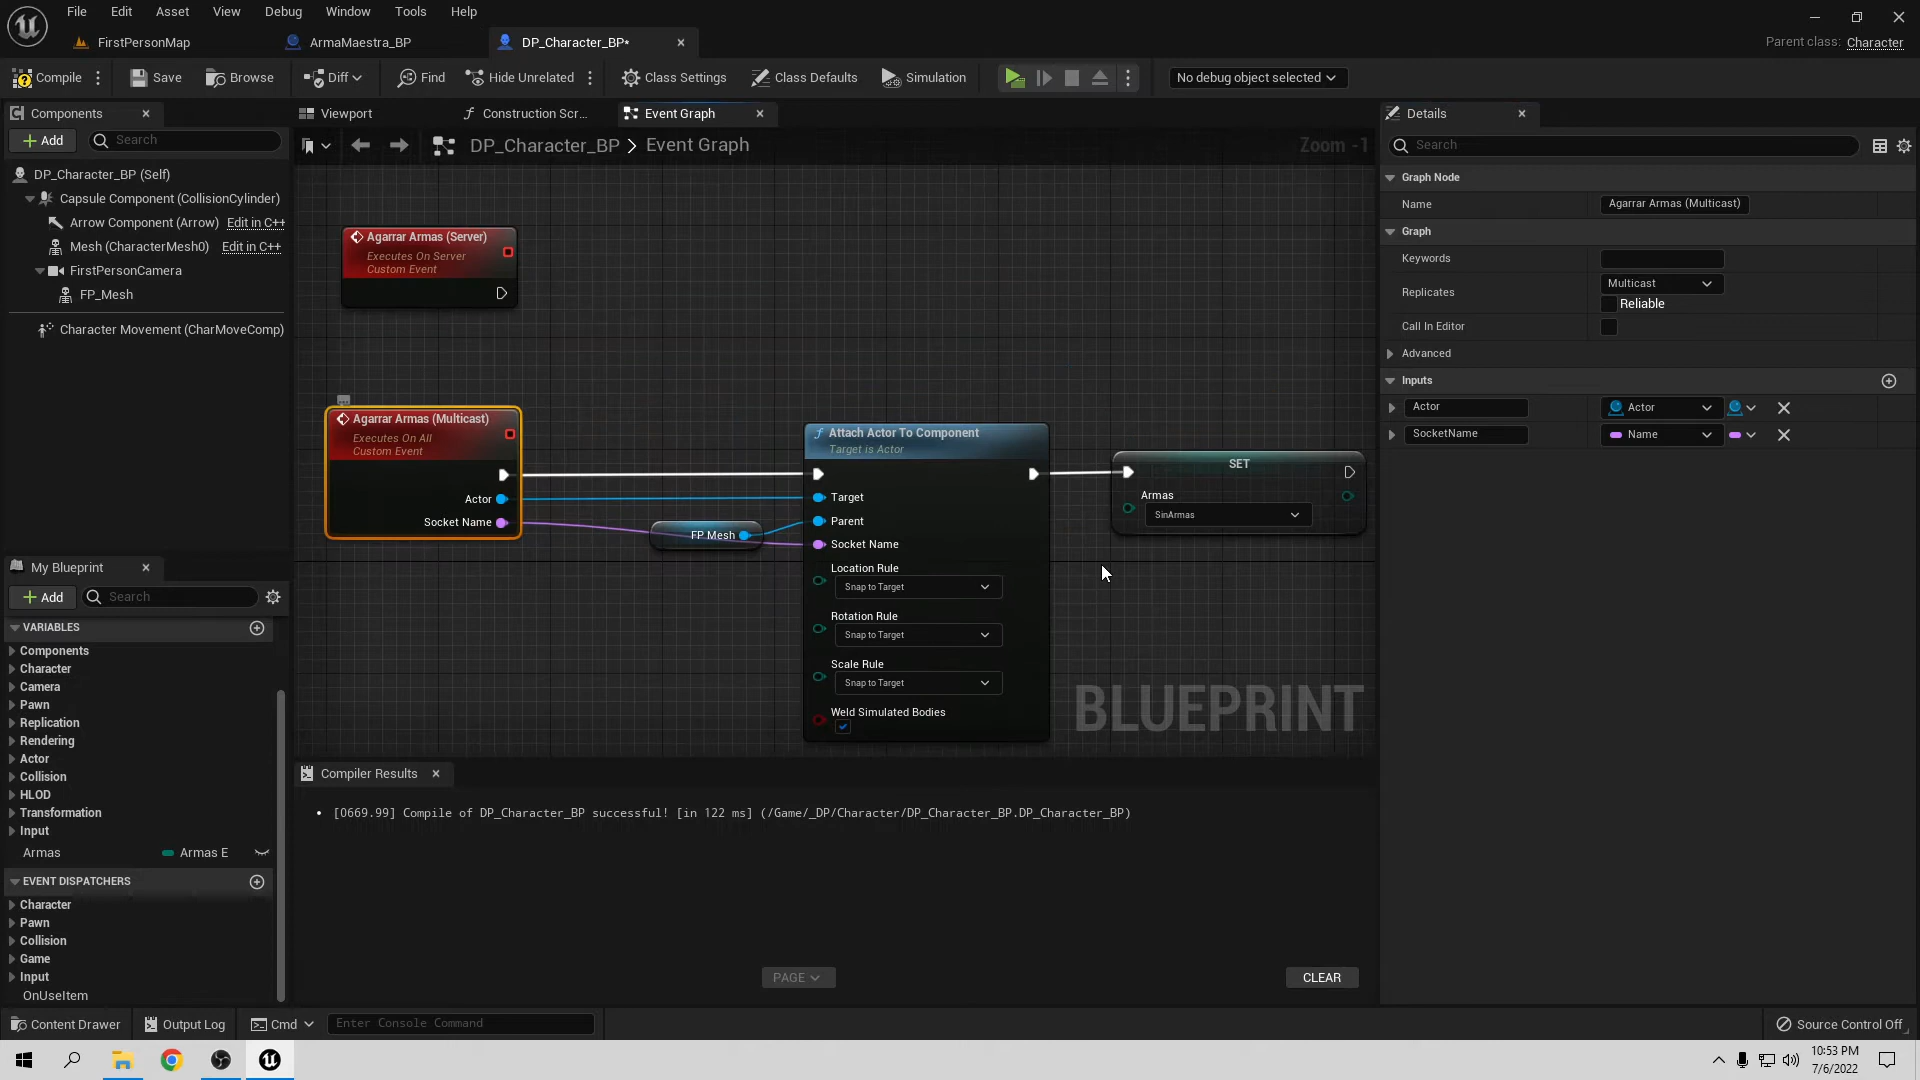 File Edit Asset View Debug Window Tools Help
FirstPersonMap ArmaMaestra_BP DP_Character_BP*
Parent class: Character
Compile Save Browse Diff Find Hide Unrelated Class Settings Class Defaults Simulation No debug object selected
Components
Add Search
DP_Character_BP (Self)
Capsule Component (CollisionCylinder)
Arrow Component (Arrow) Edit in C++
Mesh (CharacterMesh0) Edit in C++
FirstPersonCamera
FP_Mesh
Character Movement (CharMoveComp)
My Blueprint
Add Search
VARIABLES
Components
Character
Camera
Pawn
Replication
Rendering
Actor
Collision
HLOD
Transformation
Input
Armas Armas E
EVENT DISPATCHERS
Character
Pawn
Collision
Game
Input
OnUseItem
Viewport Construction Scr... Event Graph
DP_Character_BP > Event Graph
Zoom -1
Agarrar Armas (Server)
Executes On Server
Custom Event
Agarrar Armas (Multicast)
Executes On All
Custom Event
Actor
Socket Name
FP Mesh
Attach Actor To Component
Target is Actor
Target
Parent
Socket Name
Location Rule
Snap to Target
Rotation Rule
Snap to Target
Scale Rule
Snap to Target
Weld Simulated Bodies
SET
Armas
SinArmas
BLUEPRINT
Compiler Results
[0669.99] Compile of DP_Character_BP successful! [in 122 ms] (/Game/_DP/Character/DP_Character_BP.DP_Character_BP)
PAGE
CLEAR
Details
Search
Graph Node
Name Agarrar Armas (Multicast)
Graph
Keywords
Replicates Multicast
Reliable
Call In Editor
Advanced
Inputs
Actor Actor
SocketName Name
Content Drawer Output Log Cmd Enter Console Command Source Control Off
10:53 PM
7/6/2022